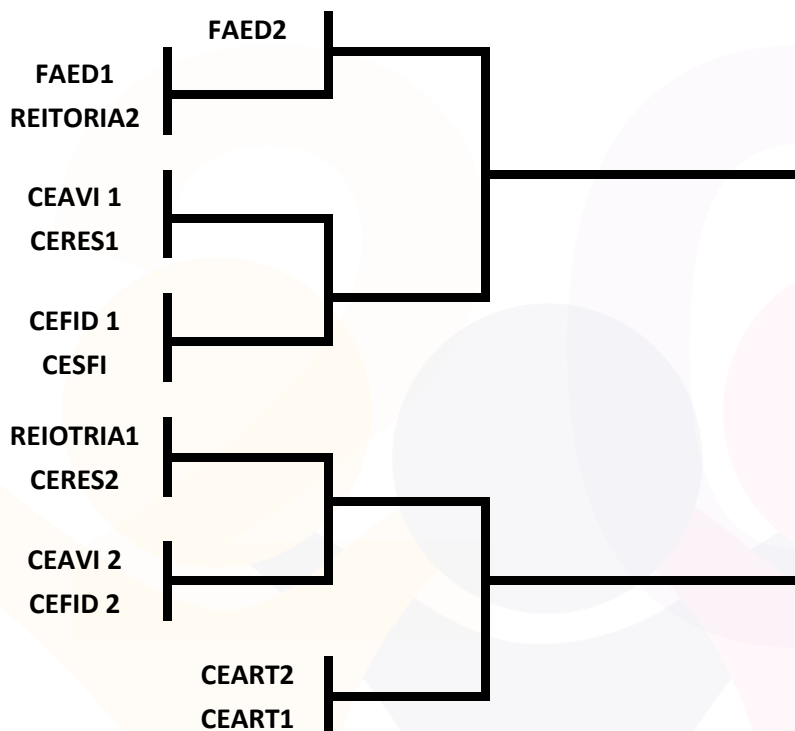 FAED2
FAED1
REITORIA2
CEAVI 1
CERES1
CEFID 1
CESFI
REIOTRIA1
CERES2
CEAVI 2
CEFID 2
CEART2
CEART1